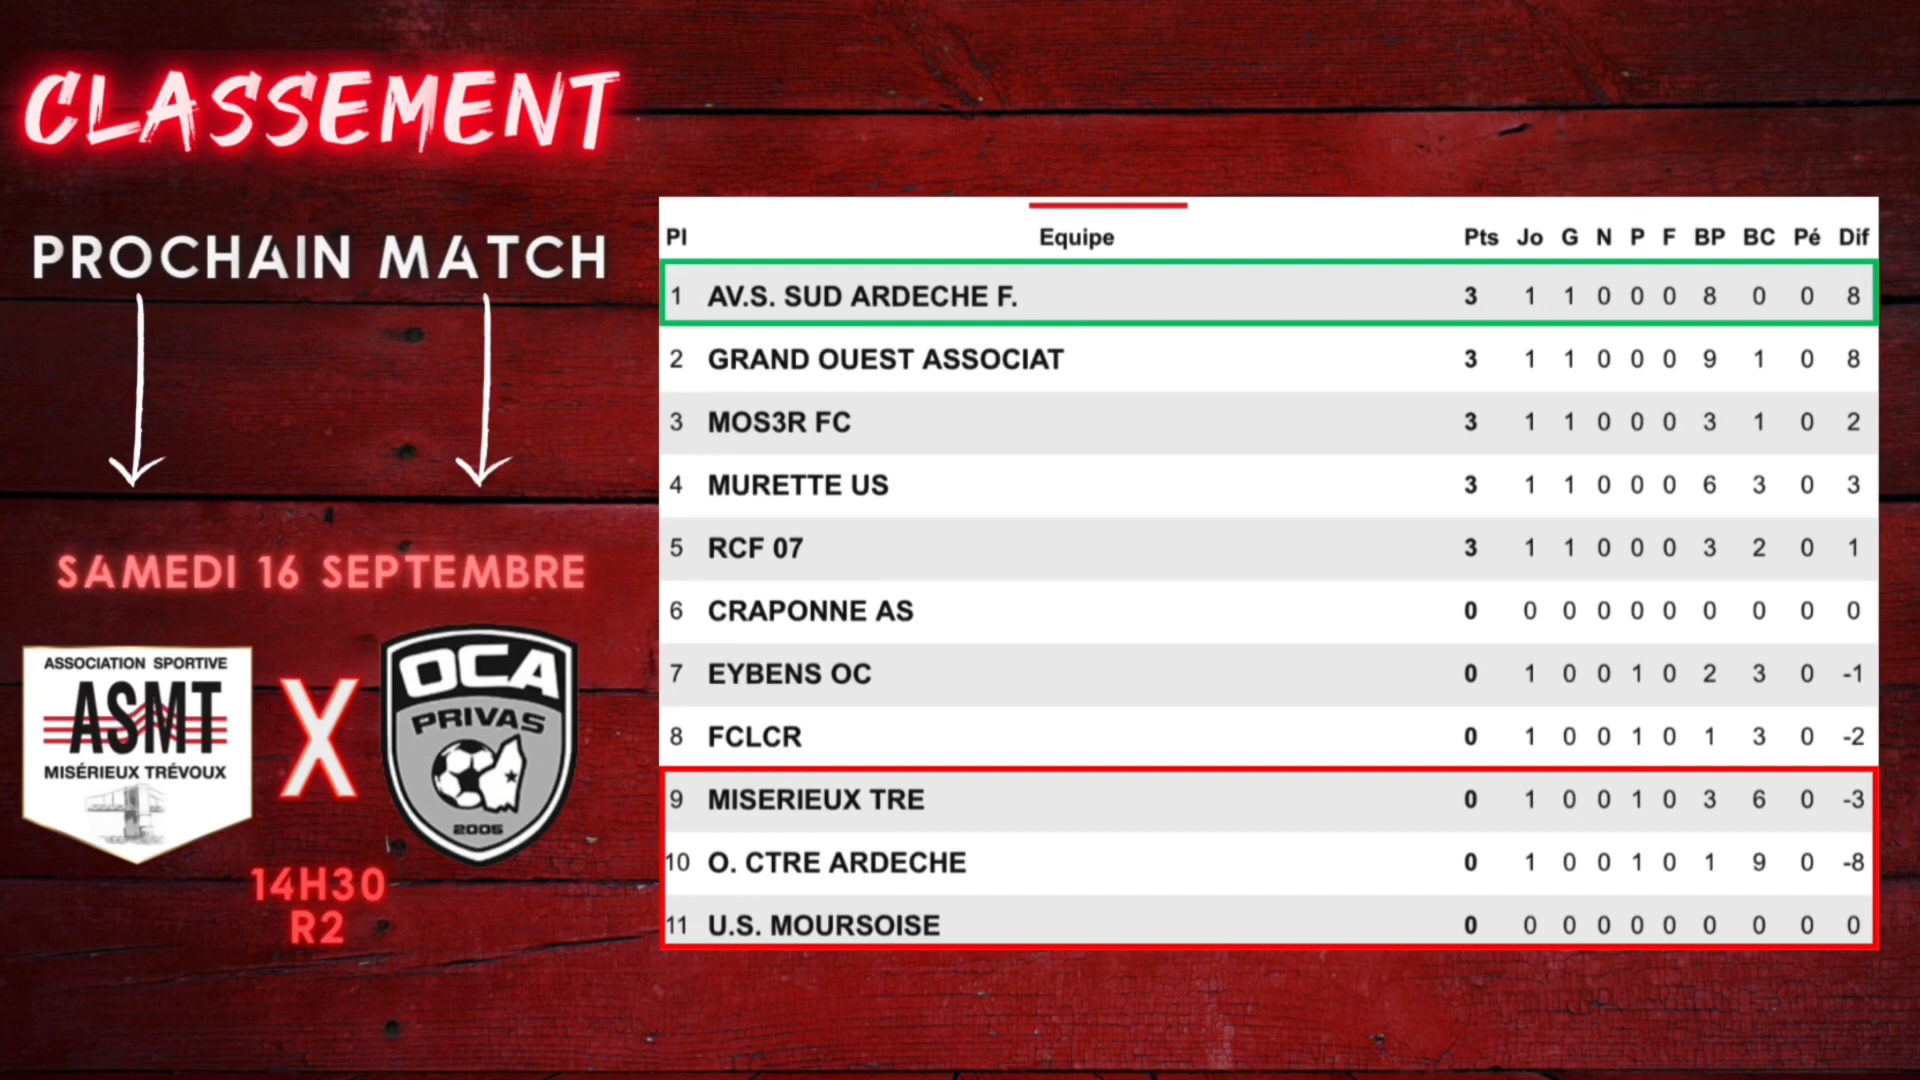 CLASSEMENT
PROCHAIN MATCH
SAMEDI 16 SEPTEMBRE
ASSOCIATION SPORTIVE
ASMT
MISÉRIEUX TRÉVOUX
X
OCA
PRIVAS
2005
14H30
R2
Pl Equipe Pts Jo G N P F BP BC Pé Dif
1 AV.S. SUD ARDECHE F. 3 1 1 0 0 0 8 0 0 8
2 GRAND OUEST ASSOCIAT 3 1 1 0 0 0 9 1 0 8
3 MOS3R FC 3 1 1 0 0 0 3 1 0 2
4 MURETTE US 3 1 1 0 0 0 6 3 0 3
5 RCF 07 3 1 1 0 0 0 3 2 0 1
6 CRAPONNE AS 0 0 0 0 0 0 0 0 0 0
7 EYBENS OC 0 1 0 0 1 0 2 3 0 -1
8 FCLCR 0 1 0 0 1 0 1 3 0 -2
9 MISERIEUX TRE 0 1 0 0 1 0 3 6 0 -3
10 O. CTRE ARDECHE 0 1 0 0 1 0 1 9 0 -8
11 U.S. MOURSOISE 0 0 0 0 0 0 0 0 0 0